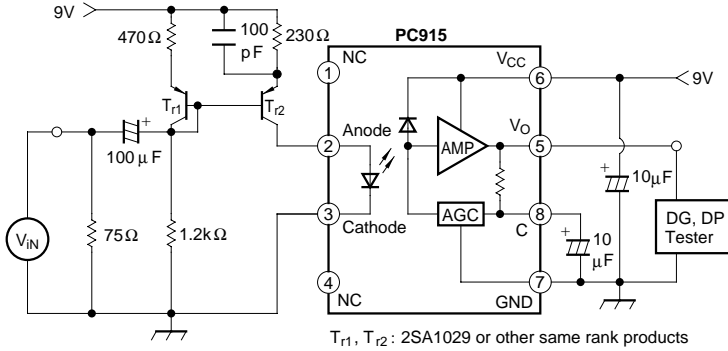 9V
470Ω
100 pF
230Ω
PC915
NC
1
VCC
6
9V
Tr1
Tr2
2
Anode
AMP
VO
5
100 μF
10μF
3
Cathode
AGC
8
C
DG, DP
Tester
ViN
75Ω
1.2kΩ
10
μF
4
NC
7
GND
Tr1, Tr2 : 2SA1029 or other same rank products
+
+
+